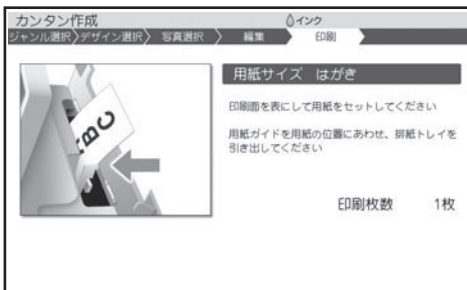 カンタン作成
インク
ジャンル選択〉デザイン選択〉 写真選択 〉 編集 印刷
ABC
用紙サイズ はがき
印刷面を表にして用紙をセットしてください
用紙ガイドを用紙の位置にあわせ、排紙トレイを
引き出してください
印刷枚数 1枚